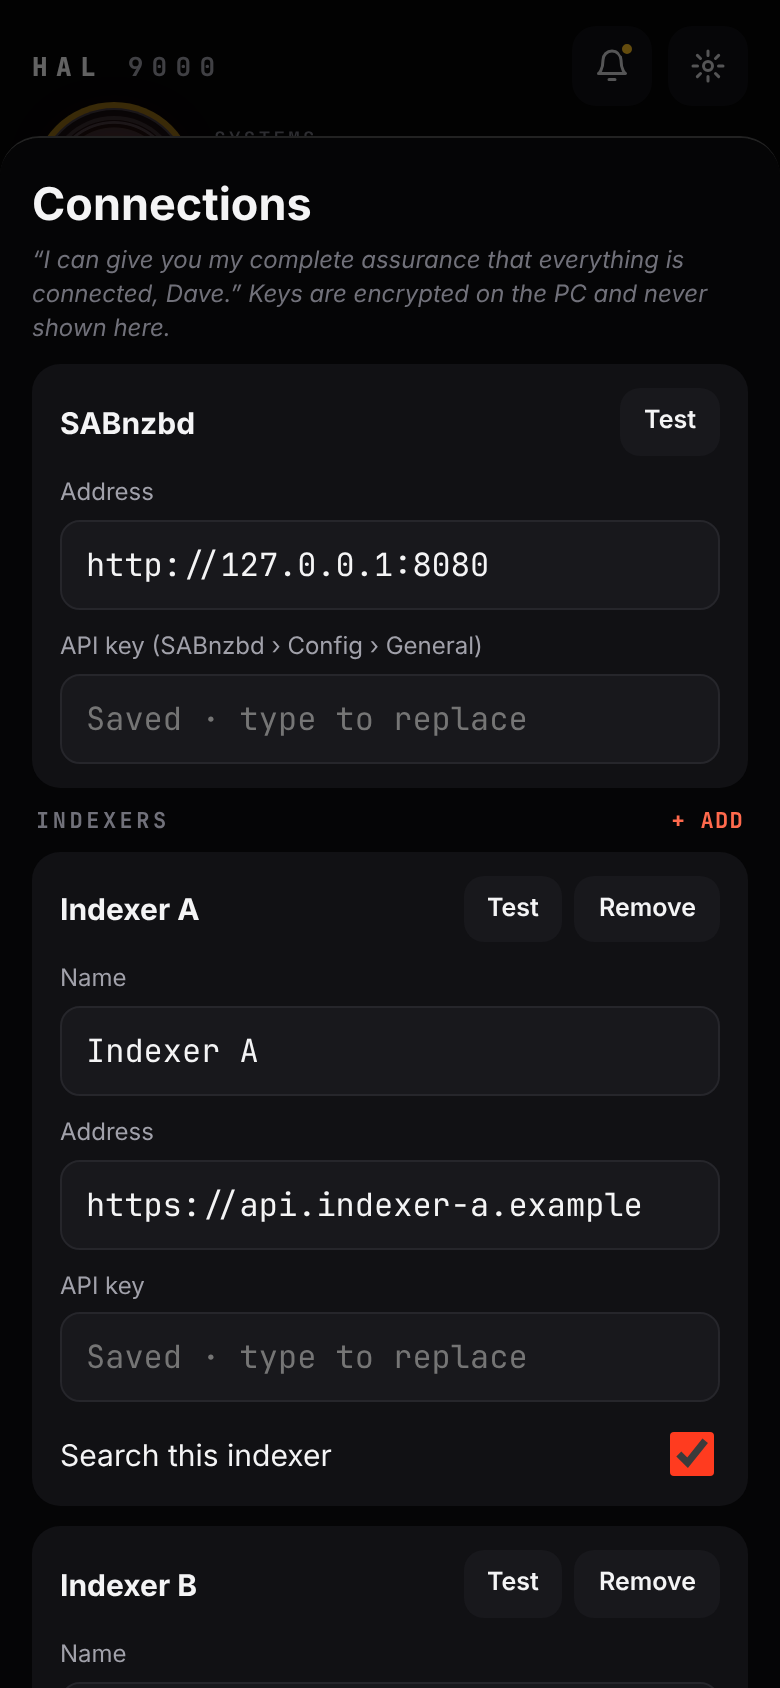 HAL 9000
SYSTEMS
Connections
“I can give you my complete assurance that everything is
connected, Dave.” Keys are encrypted on the PC and never
shown here.
SABnzbd
Test
Address
http://127.0.0.1:8080
API key (SABnzbd › Config › General)
Saved · type to replace
INDEXERS
+ ADD
Indexer A
Test
Remove
Name
Indexer A
Address
https://api.indexer-a.example
API key
Saved · type to replace
Search this indexer
Indexer B
Test
Remove
Name